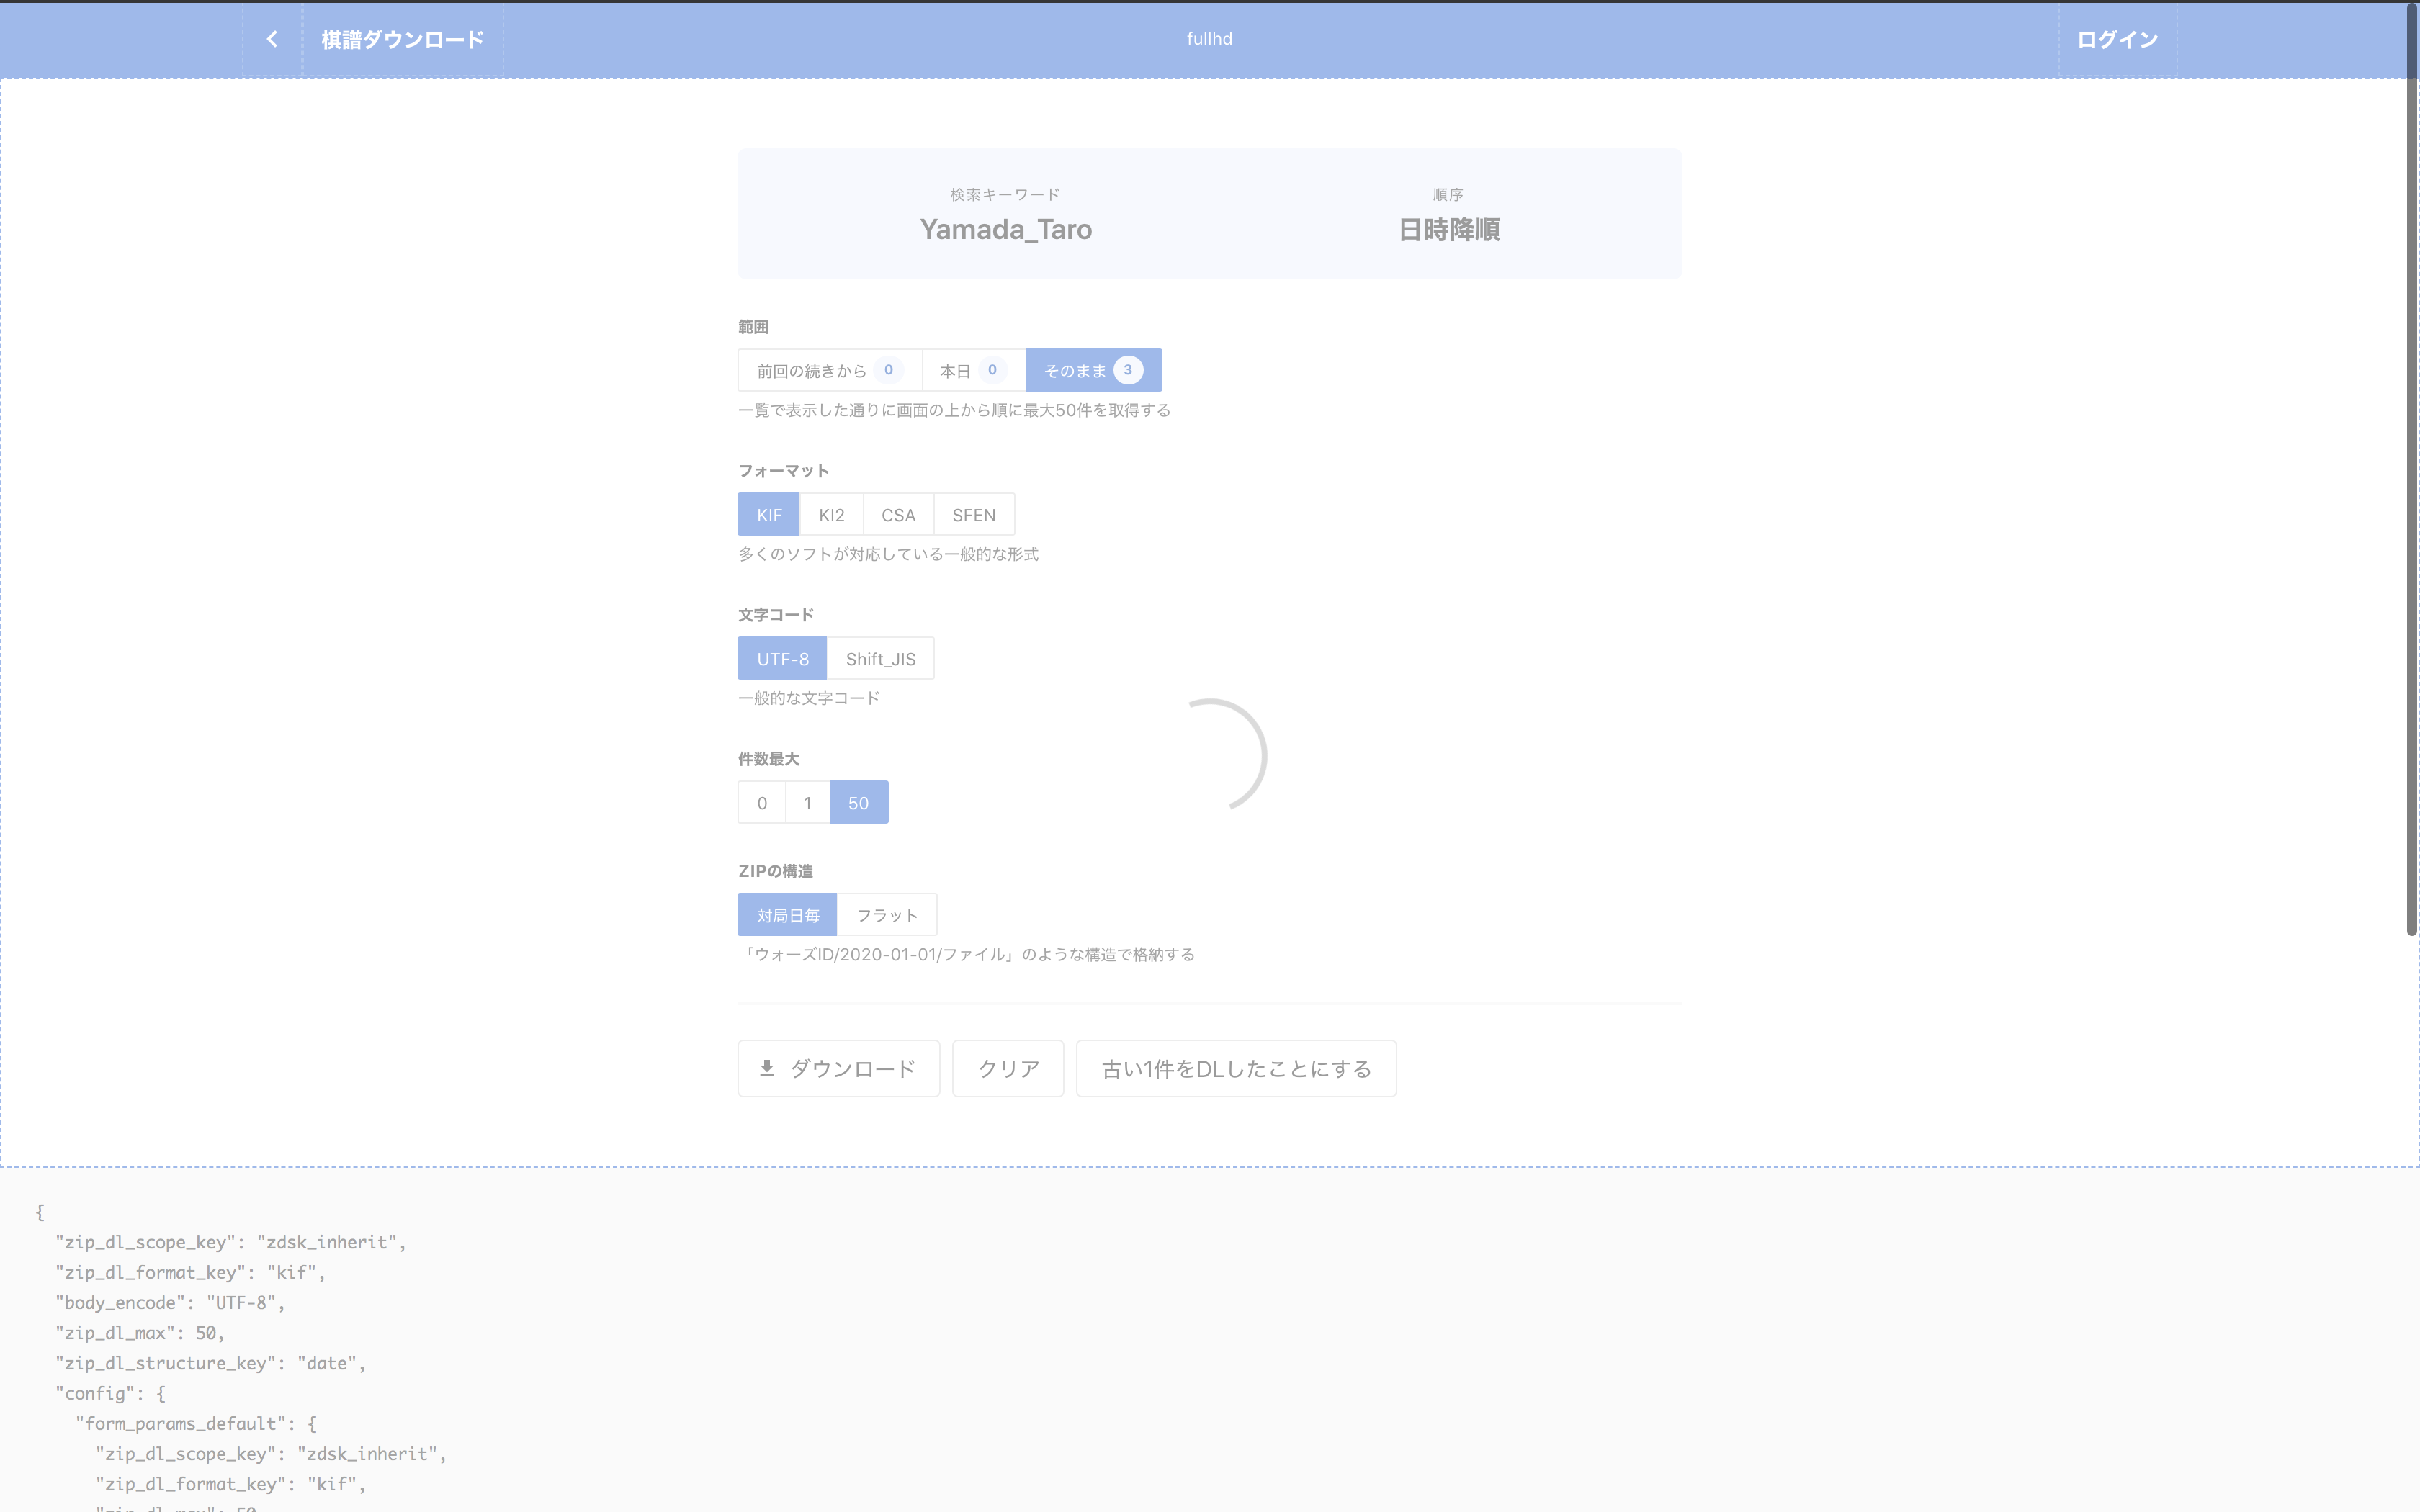 棋譜ダウンロード
fullhd
ログイン
検索キーワード
Yamada_Taro
順序
日時降順
範囲
前回の続きから 0
本日 0
そのまま 3
一覧で表示した通りに画面の上から順に最大50件を取得する
フォーマット
KIF KI2 CSA SFEN
多くのソフトが対応している一般的な形式
文字コード
UTF-8 Shift_JIS
一般的な文字コード
件数最大
0 1 50
ZIPの構造
対局日毎 フラット
「ウォーズID/2020-01-01/ファイル」のような構造で格納する
ダウンロード クリア 古い1件をDLしたことにする
{
"zip_dl_scope_key": "zdsk_inherit",
"zip_dl_format_key": "kif",
"body_encode": "UTF-8",
"zip_dl_max": 50,
"zip_dl_structure_key": "date",
"config": {
"form_params_default": {
"zip_dl_scope_key": "zdsk_inherit",
"zip_dl_format_key": "kif",